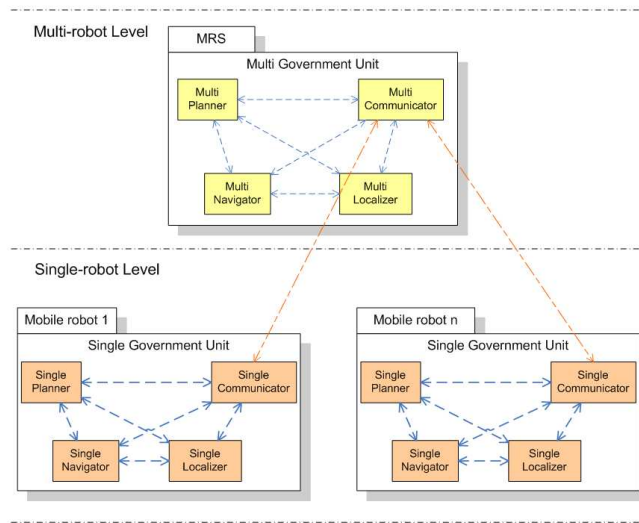 Multi-robot Level
MRS
Multi Government Unit
Multi
Planner
Multi
Communicator
Multi
Navigator
Multi
Localizer
Single-robot Level
Mobile robot 1
Single Government Unit
Single
Planner
Single
Communicator
Single
Navigator
Single
Localizer
Mobile robot n
Single Government Unit
Single
Planner
Single
Communicator
Single
Navigator
Single
Localizer